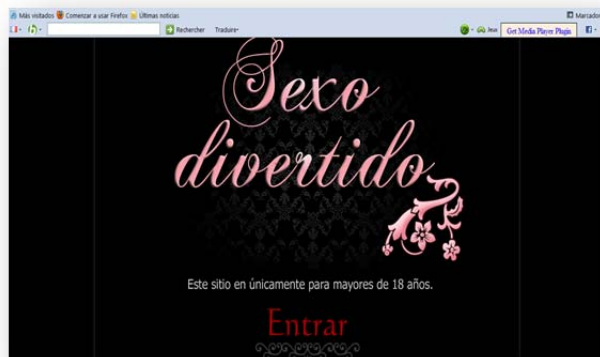 Más visitados Comenzar a usar Firefox Últimas noticias Marcador
Rechercher Traduire Jeux Get Media Player Plugin
Sexo
divertido
Este sitio en únicamente para mayores de 18 años.
Entrar